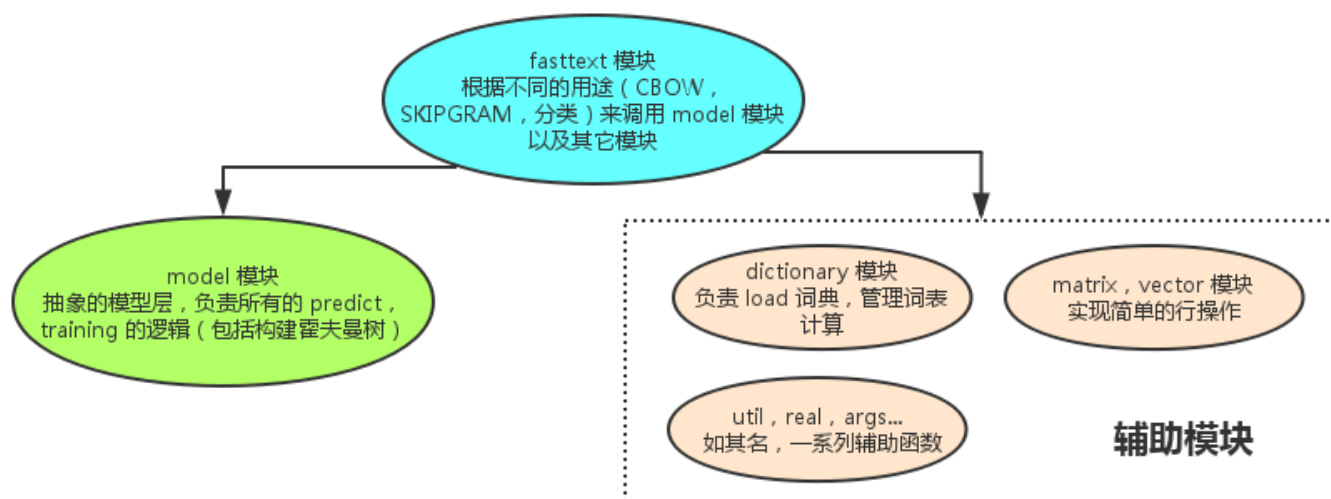 fasttext 模块
根据不同的用途（CBOW，
SKIPGRAM，分类）来调用 model 模块
以及其它模块
model 模块
抽象的模型层，负责所有的 predict，
training 的逻辑（包括构建霍夫曼树）
dictionary 模块
负责 load 词典，管理词表
计算
matrix，vector 模块
实现简单的行操作
util，real，args...
如其名，一系列辅助函数
辅助模块